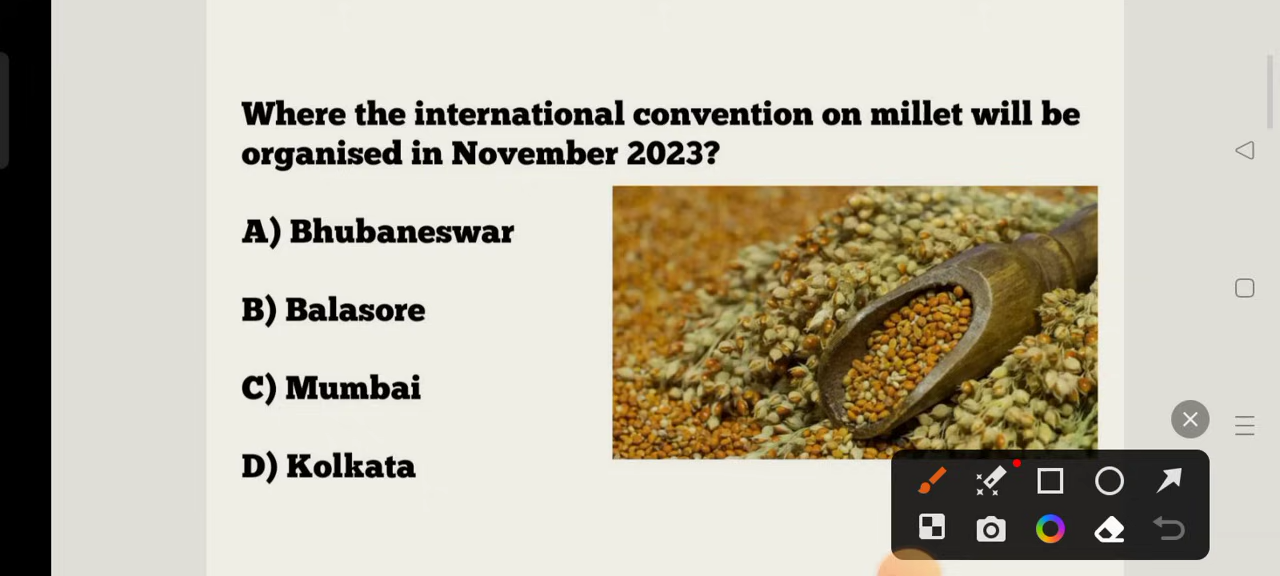 Where the international convention on millet will be
organised in November 2023?
A) Bhubaneswar
B) Balasore
C) Mumbai
D) Kolkata